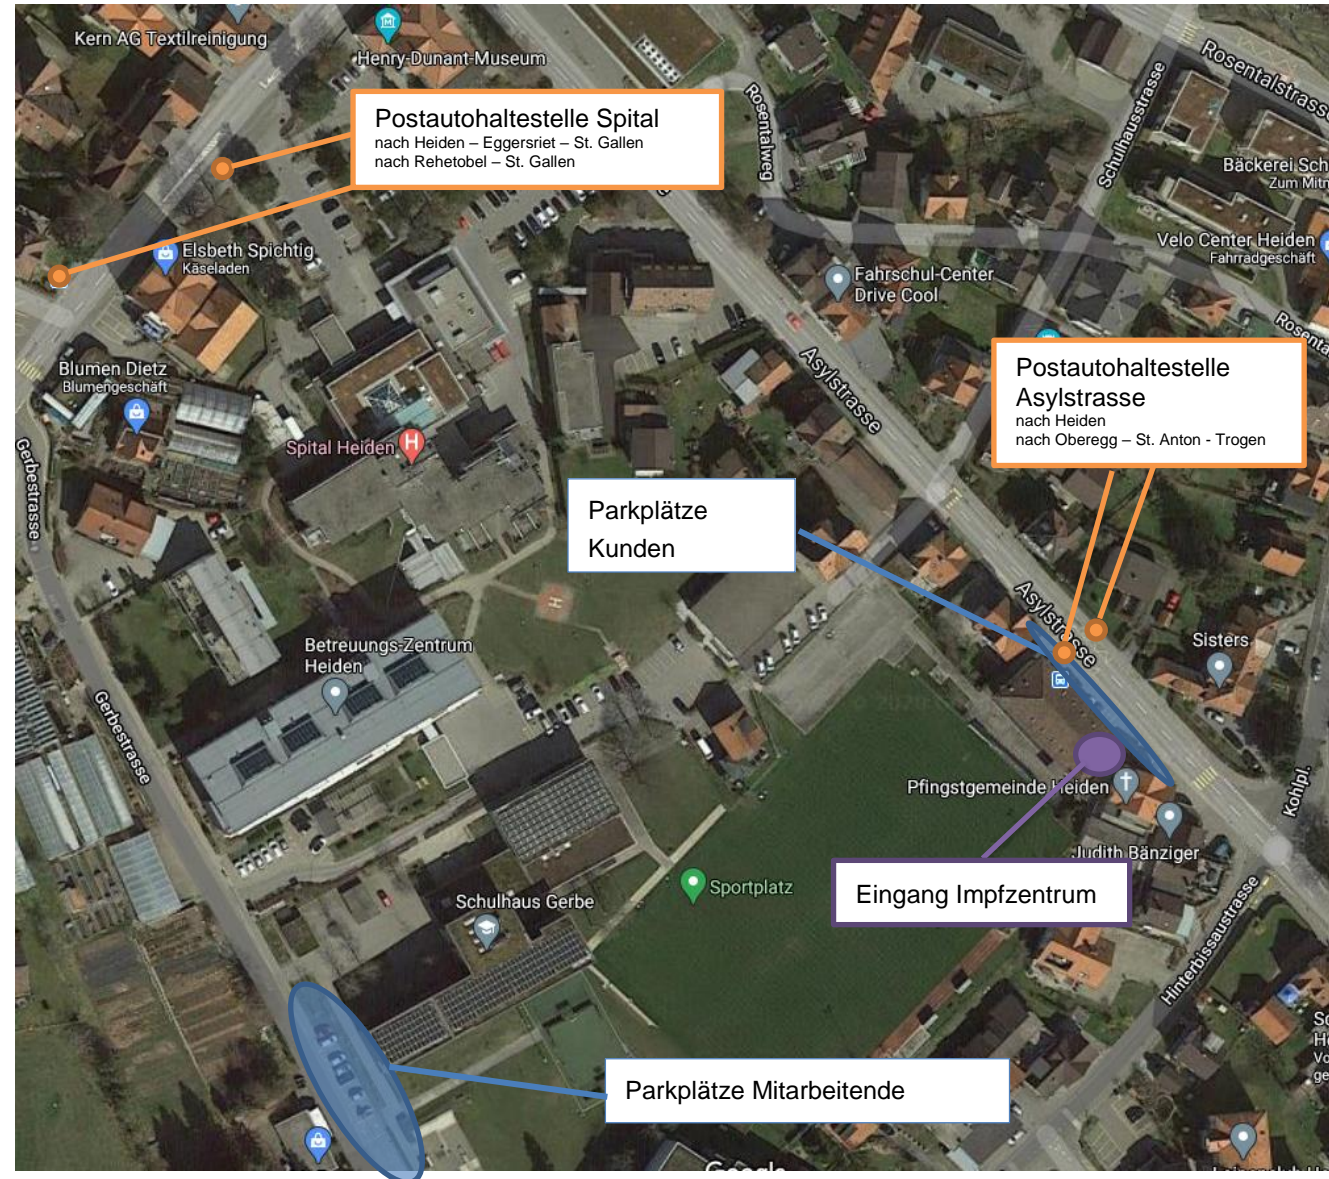 Kern AG Textilreinigung
Henry-Dunant-Museum
Rosentalstrasse
Schulhausstrasse
Rosentalweg
Postautohaltestelle Spital
nach Heiden – Eggersriet – St. Gallen
nach Rehetobel – St. Gallen
Bäckerei Sch
Zum Mitn
Elsbeth Spichtig
Käseladen
Velo Center Heiden
Fahrradgeschäft
Fahrschul-Center
Drive Cool
Rosenta
Blumen Dietz
Blumengeschäft
Asylstrasse
Postautohaltestelle
Asylstrasse
nach Heiden
nach Oberegg – St. Anton - Trogen
Spital Heiden
H
Gerbestrasse
Parkplätze
Kunden
H
Asylstrasse
Betreuungs-Zentrum
Heiden
Sisters
Gerbestrasse
Pfingstgemeinde Heiden
Kohlpl.
Judith Bänziger
Eingang Impfzentrum
Sportplatz
Schulhaus Gerbe
Hinterbissaustrasse
Parkplätze Mitarbeitende
Google